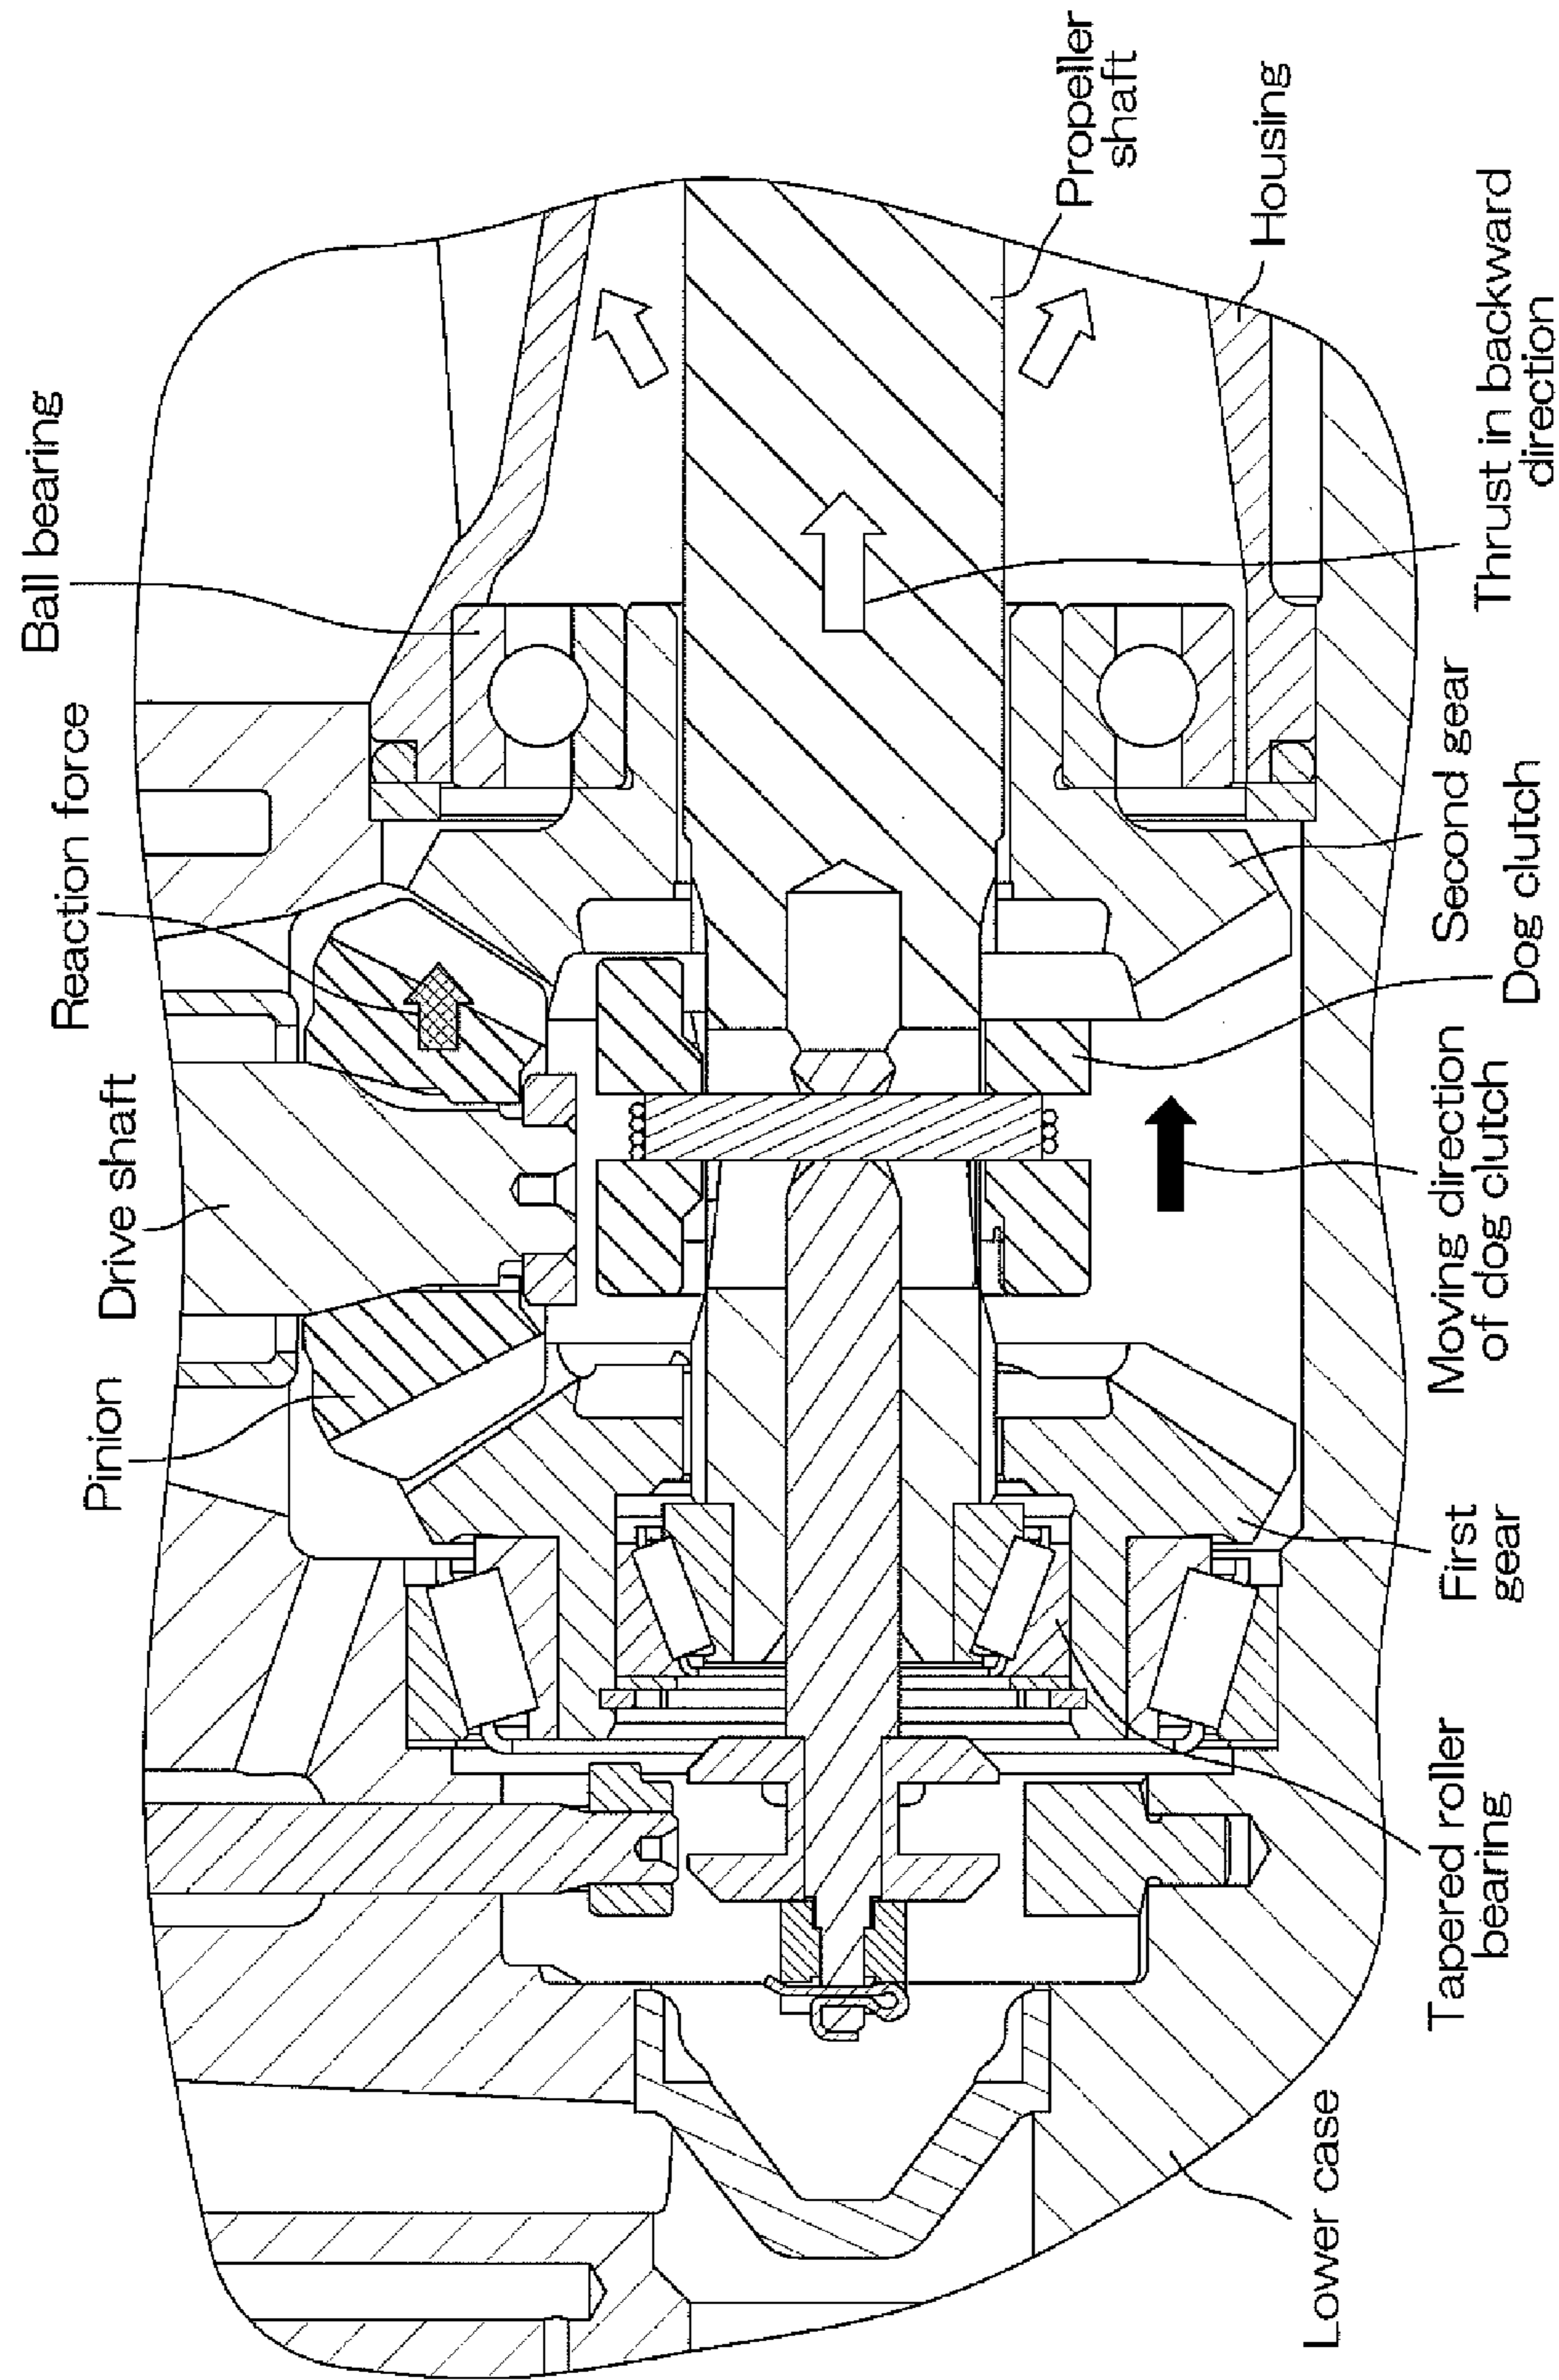 Ball bearing
Reaction force
Drive shaft
Pinion
Propeller
shaft
Housing
Thrust in backward
direction
Second gear
Dog clutch
Moving direction
of dog clutch
First
gear
Tapered roller
bearing
Lower case